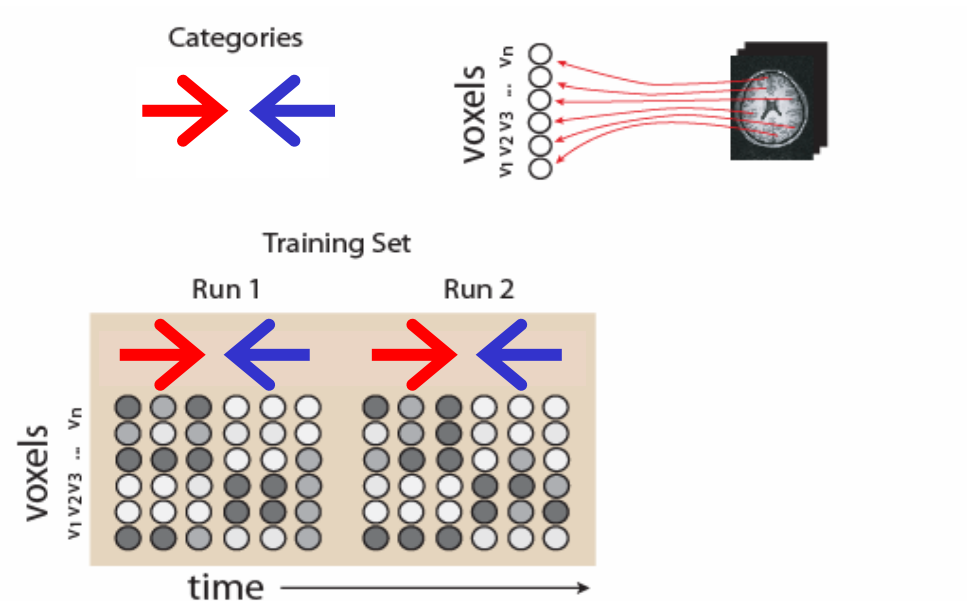 Categories
voxels
v1 v2 v3 ... vn
Training Set
Run 1
Run 2
voxels
v1 v2 v3 ... vn
time